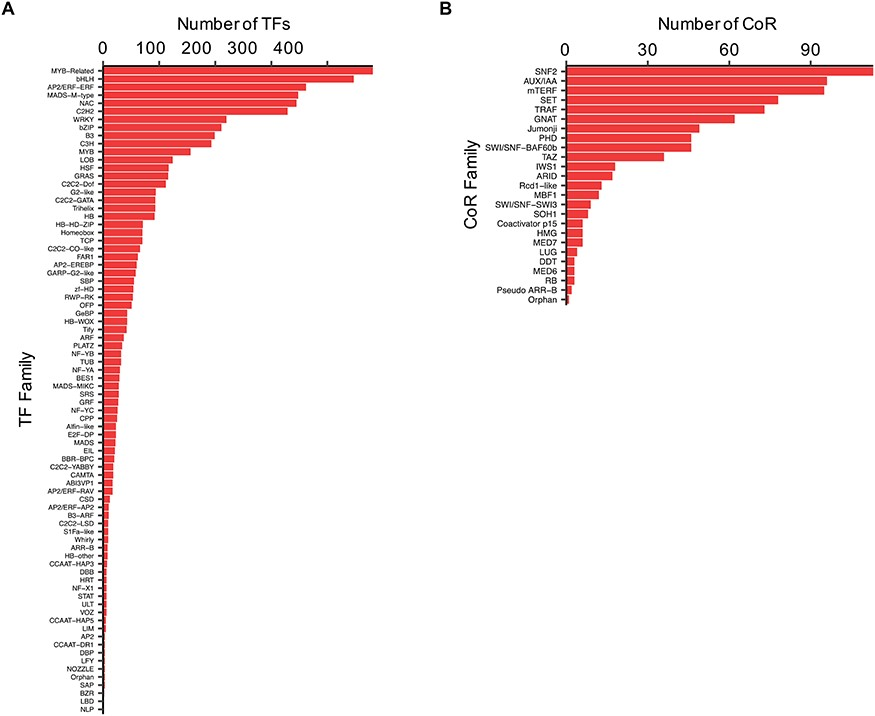 A
Number of TFs
0 100 200 300 400
MYB-Related
bHLH
AP2/ERF-ERF
MADS-M-type
NAC
C2H2
WRKY
bZIP
B3
C3H
MYB
LOB
HSF
GRAS
C2C2-Dof
G2-like
C2C2-GATA
Trihelix
HB
HB-HD-ZIP
Homeobox
TCP
C2C2-CO-like
FAR1
AP2-EREBP
GARP-G2-like
SBP
zf-HD
RWP-RK
OFP
GeBP
HB-WOX
Tify
ARF
PLATZ
NF-YB
TUB
NF-YA
BES1
MADS-MIKC
SRS
GRF
NF-YC
CPP
Alfin-like
E2F-DP
MADS
EIL
BBR-BPC
C2C2-YABBY
CAMTA
ABI3VP1
AP2/ERF-RAV
CSD
AP2/ERF-AP2
B3-ARF
C2C2-LSD
S1Fa-like
Whirly
ARR-B
HB-other
CCAAT-HAP3
DBB
HRT
NF-X1
STAT
ULT
VOZ
CCAAT-HAP5
LIM
AP2
CCAAT-DR1
DBP
LFY
NOZZLE
Orphan
SAP
BZR
LBD
NLP
TF Family
B
Number of CoR
0 30 60 90
SNF2
AUX/IAA
mTERF
SET
TRAF
GNAT
Jumonji
PHD
SWI/SNF-BAF60b
TAZ
IWS1
ARID
Rcd1-like
MBF1
SWI/SNF-SWI3
SOH1
Coactivator p15
HMG
MED7
LUG
DDT
MED6
RB
Pseudo ARR-B
Orphan
CoR Family